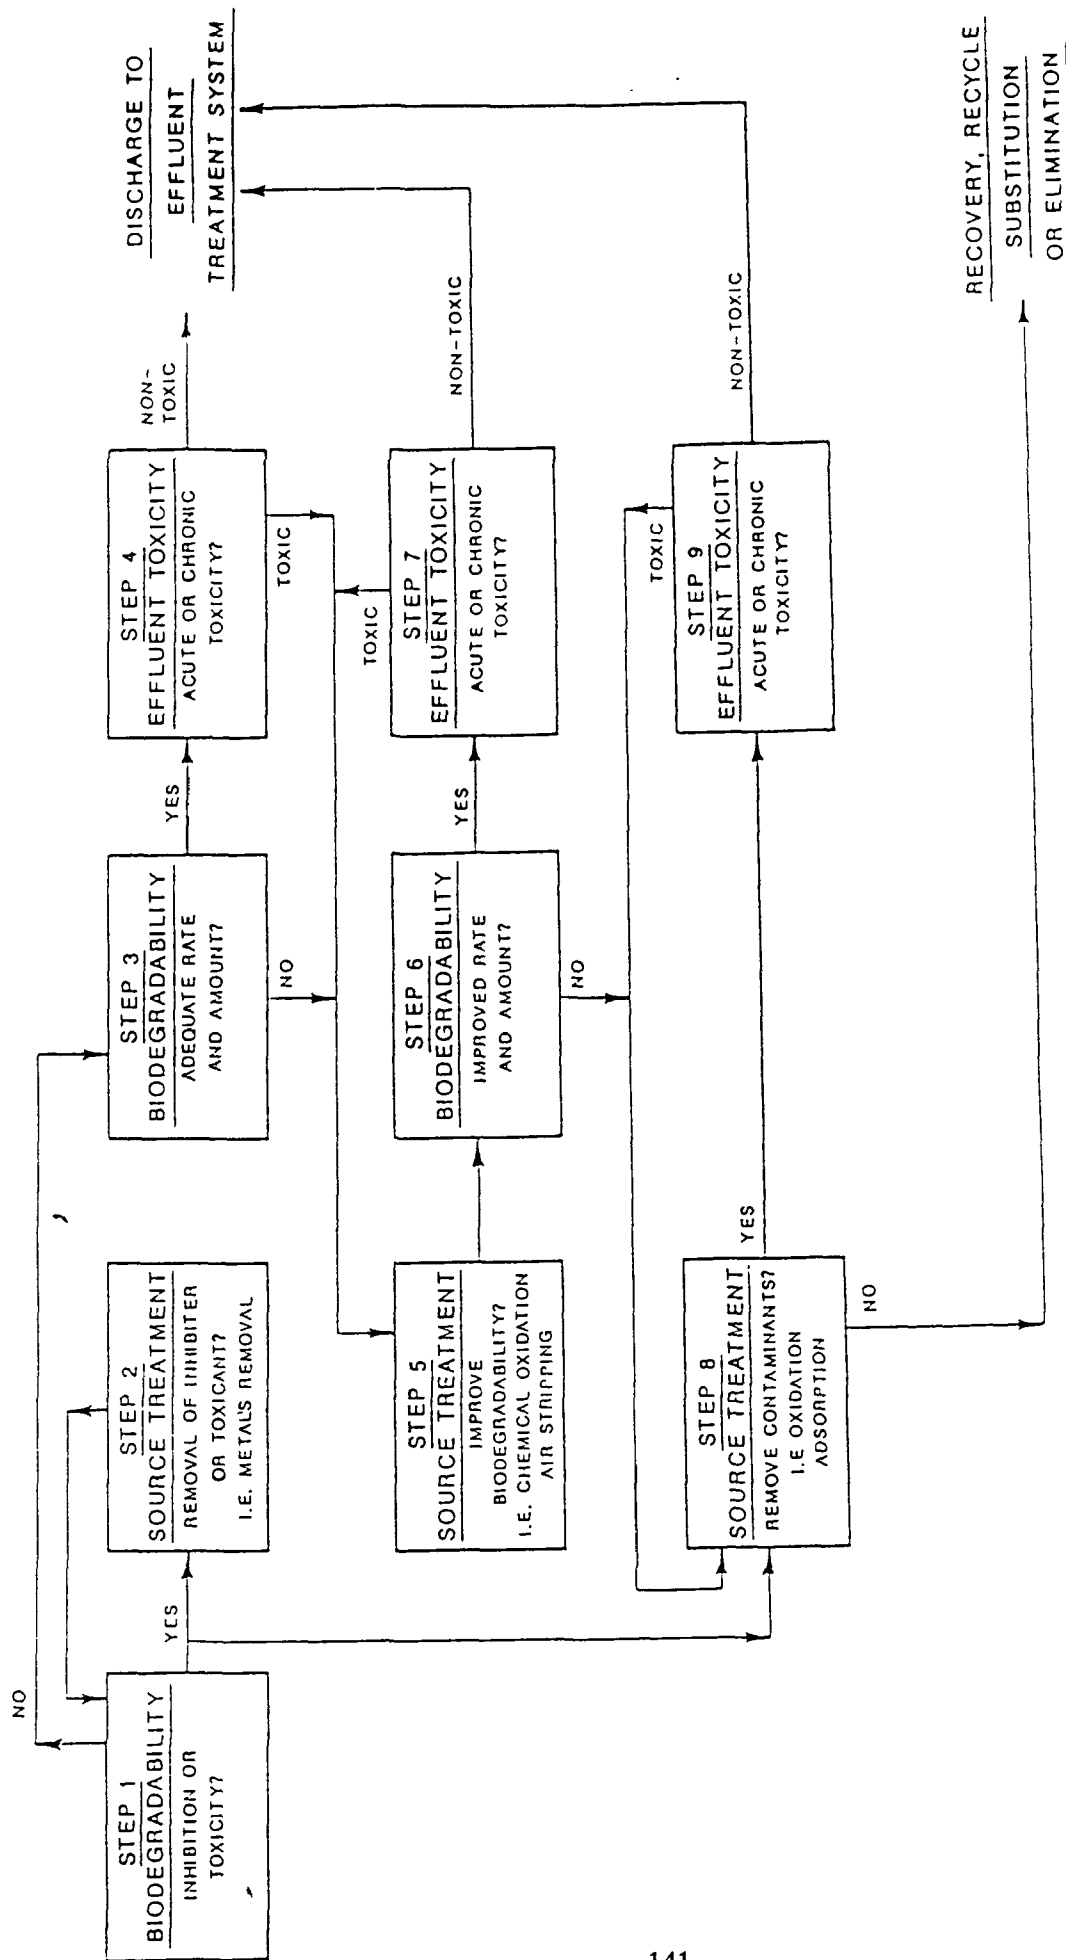 STEP 1
BIODEGRADABILITY
INHIBITION OR
TOXICITY?
NO
YES
STEP 2
SOURCE TREATMENT
REMOVAL OF INHIBITER
OR TOXICANT?
I.E. METAL'S REMOVAL
STEP 3
BIODEGRADABILITY
ADEQUATE RATE
AND AMOUNT?
YES
NO
STEP 4
EFFLUENT TOXICITY
ACUTE OR CHRONIC
TOXICITY?
NON-
TOXIC
TOXIC
DISCHARGE TO
EFFLUENT
TREATMENT SYSTEM
STEP 5
SOURCE TREATMENT
IMPROVE
BIODEGRADABILITY?
I.E. CHEMICAL OXIDATION
AIR STRIPPING
STEP 6
BIODEGRADABILITY
IMPROVED RATE
AND AMOUNT?
YES
NO
STEP 7
EFFLUENT TOXICITY
ACUTE OR CHRONIC
TOXICITY?
TOXIC
NON-TOXIC
STEP 8
SOURCE TREATMENT
REMOVE CONTAMINANTS?
I.E OXIDATION
ADSORPTION
YES
NO
STEP 9
EFFLUENT TOXICITY
ACUTE OR CHRONIC
TOXICITY?
TOXIC
NON-TOXIC
RECOVERY, RECYCLE
SUBSTITUTION
OR ELIMINATION
141